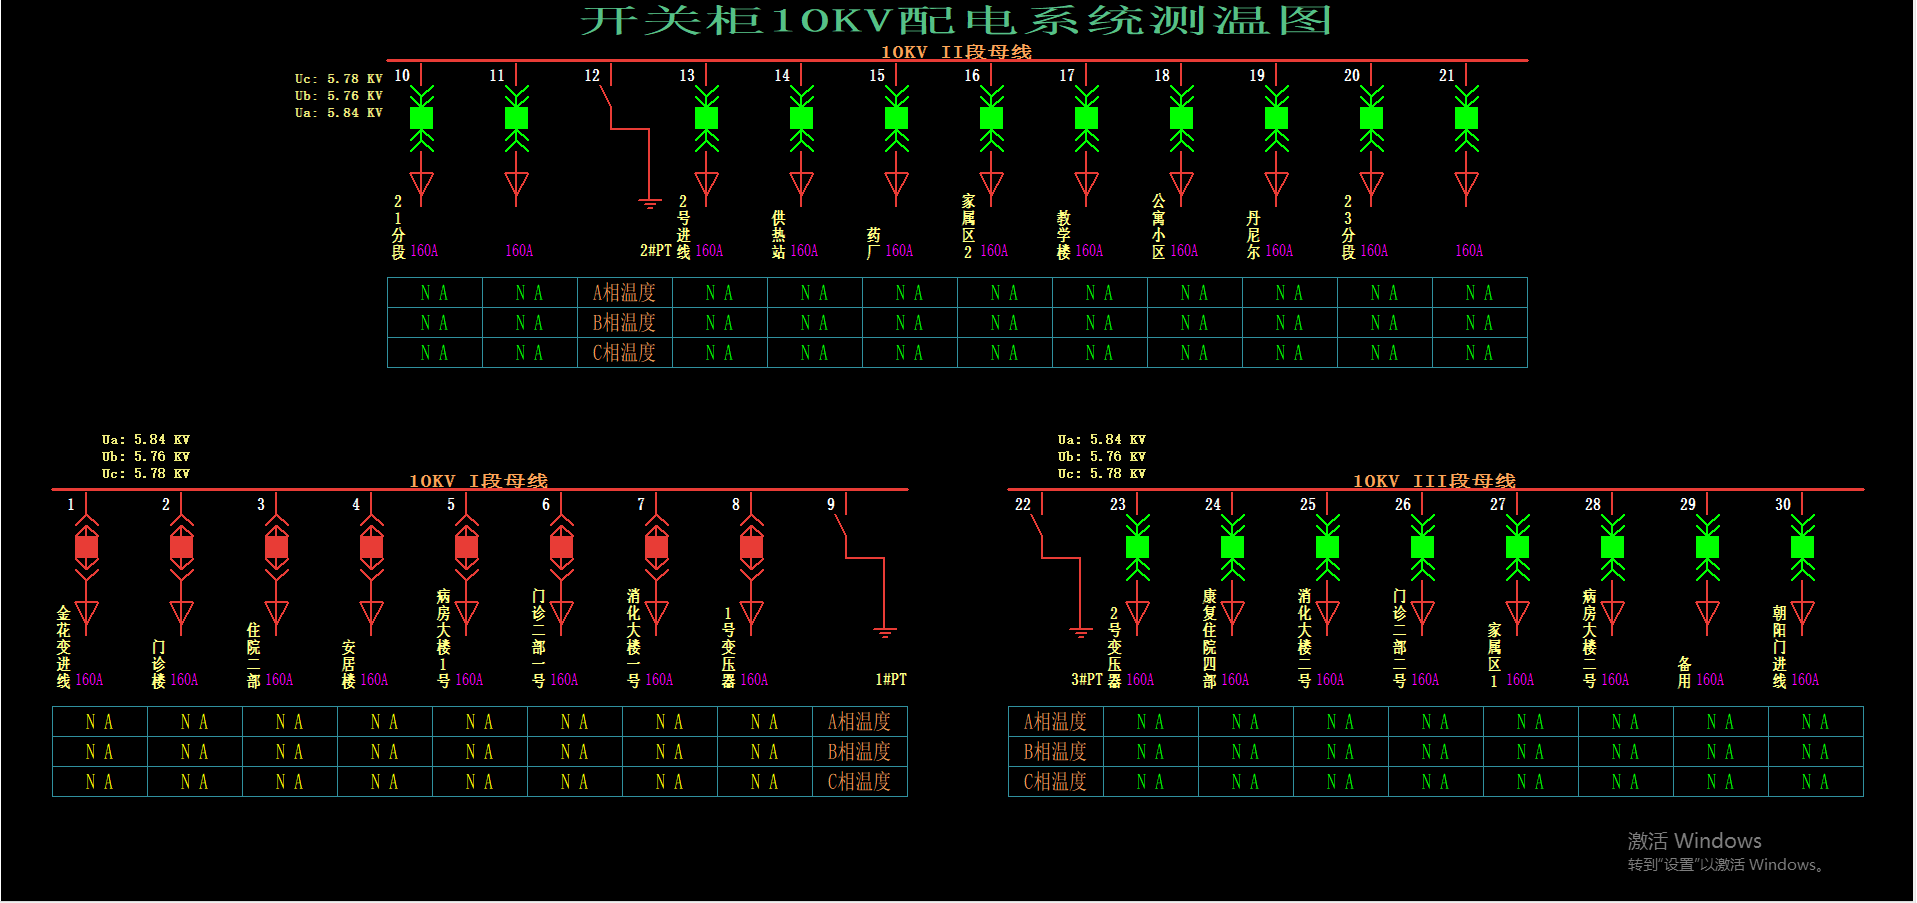 开关柜10KV配电系统测温图
10KV II段母线
Uc: 5.78 KV
Ub: 5.76 KV
Ua: 5.84 KV
10 11 12 13 14 15 16 17 18 19 20 21
21分段 160A
160A
2#PT
2号进线 160A
供热站 160A
药厂 160A
家属区2 160A
教学楼 160A
公寓小区 160A
丹尼尔 160A
23分段 160A
160A
N A N A A相温度 N A N A N A N A N A N A N A N A N A
N A N A B相温度 N A N A N A N A N A N A N A N A N A
N A N A C相温度 N A N A N A N A N A N A N A N A N A
Ua: 5.84 KV
Ub: 5.76 KV
Uc: 5.78 KV
10KV I段母线
1 2 3 4 5 6 7 8 9
金花变进线 160A
门诊楼 160A
住院二部 160A
安居楼 160A
病房大楼1号 160A
门诊二部一号 160A
消化大楼一号 160A
1号变压器 160A
1#PT
N A N A N A N A N A N A N A N A A相温度
N A N A N A N A N A N A N A N A B相温度
N A N A N A N A N A N A N A N A C相温度
Ua: 5.84 KV
Ub: 5.76 KV
Uc: 5.78 KV
10KV III段母线
22 23 24 25 26 27 28 29 30
3#PT
2号变压器 160A
康复住院四部 160A
消化大楼二号 160A
门诊二部二号 160A
家属区1 160A
病房大楼二号 160A
备用 160A
朝阳门进线 160A
A相温度 N A N A N A N A N A N A N A N A
B相温度 N A N A N A N A N A N A N A N A
C相温度 N A N A N A N A N A N A N A N A
激活 Windows
转到“设置”以激活 Windows。